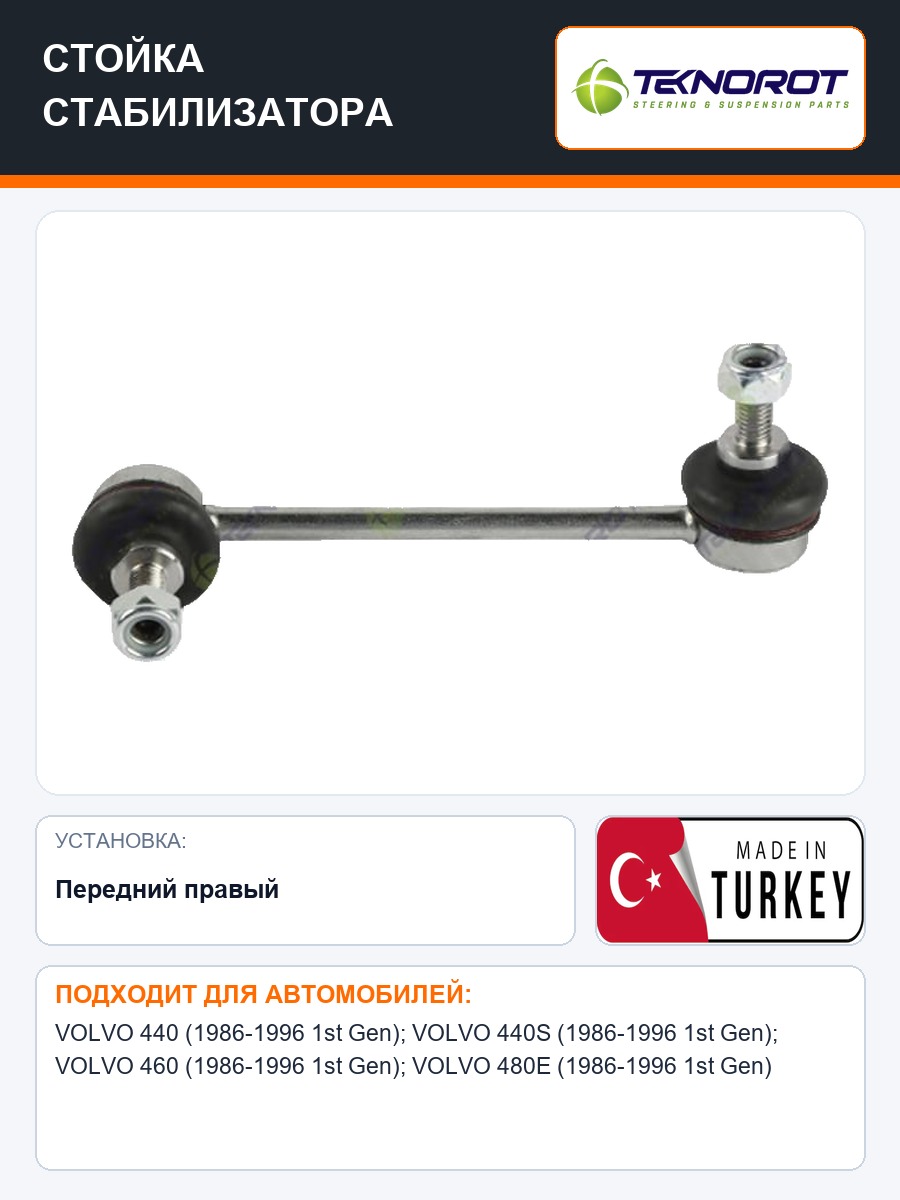 СТОЙКА
СТАБИЛИЗАТОРА
TEKNOROT
STEERING & SUSPENSION PARTS
УСТАНОВКА:
Передний правый
MADE IN
TURKEY
ПОДХОДИТ ДЛЯ АВТОМОБИЛЕЙ:
VOLVO 440 (1986-1996 1st Gen); VOLVO 440S (1986-1996 1st Gen);
VOLVO 460 (1986-1996 1st Gen); VOLVO 480E (1986-1996 1st Gen)